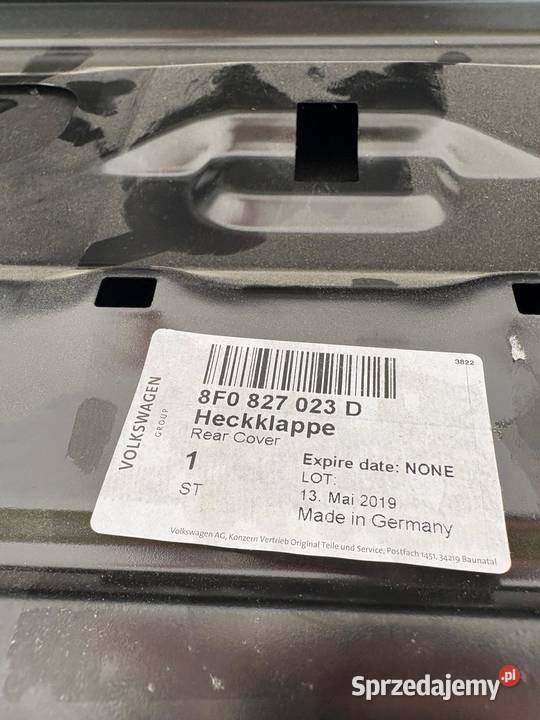 3822
VOLKSWAGEN
GROUP
8F0 827 023 D
Heckklappe
Rear Cover
1
ST
Expire date: NONE
LOT:
13. Mai 2019
Made in Germany
Volkswagen AG, Konzern Vertrieb Original Teile und Service, Postfach 1451, 34219 Baunatal
Sprzedajemy.pl